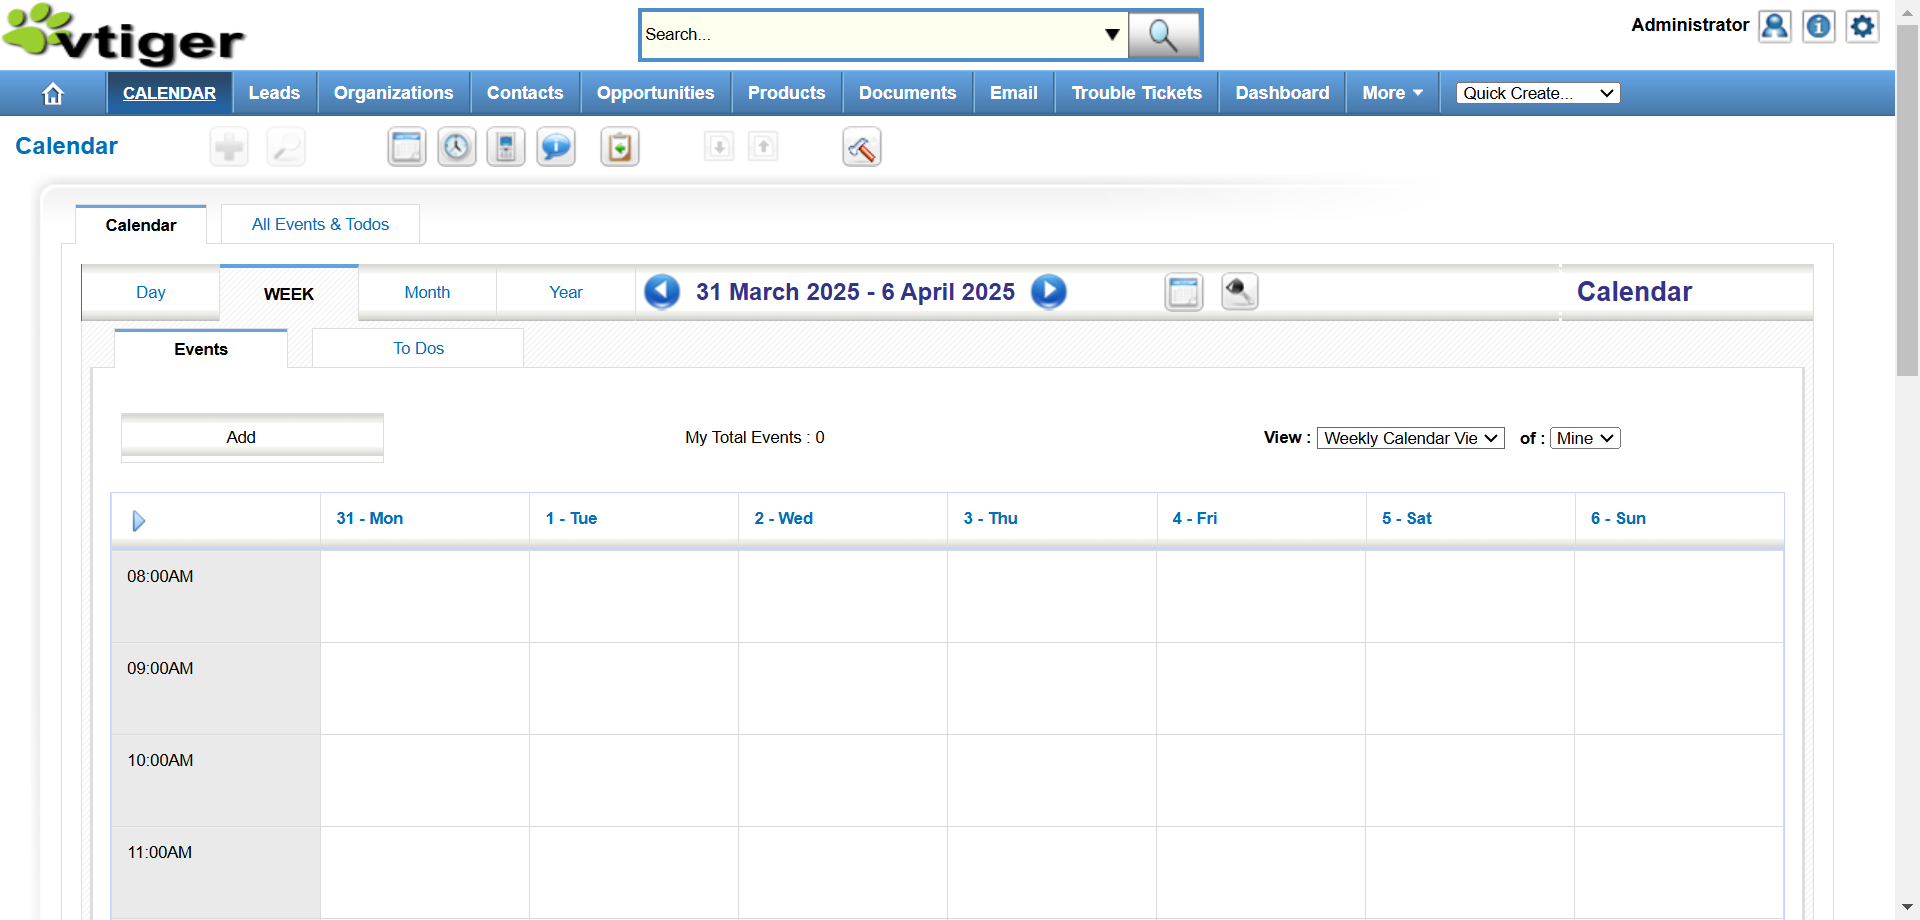 vtiger
Search...
Administrator
CALENDAR Leads Organizations Contacts Opportunities Products Documents Email Trouble Tickets Dashboard More Quick Create...
Calendar
Calendar All Events & Todos
Day WEEK Month Year 31 March 2025 - 6 April 2025 Calendar
Events To Dos
Add My Total Events : 0 View : Weekly Calendar Vie of : Mine
31 - Mon 1 - Tue 2 - Wed 3 - Thu 4 - Fri 5 - Sat 6 - Sun
08:00AM
09:00AM
10:00AM
11:00AM